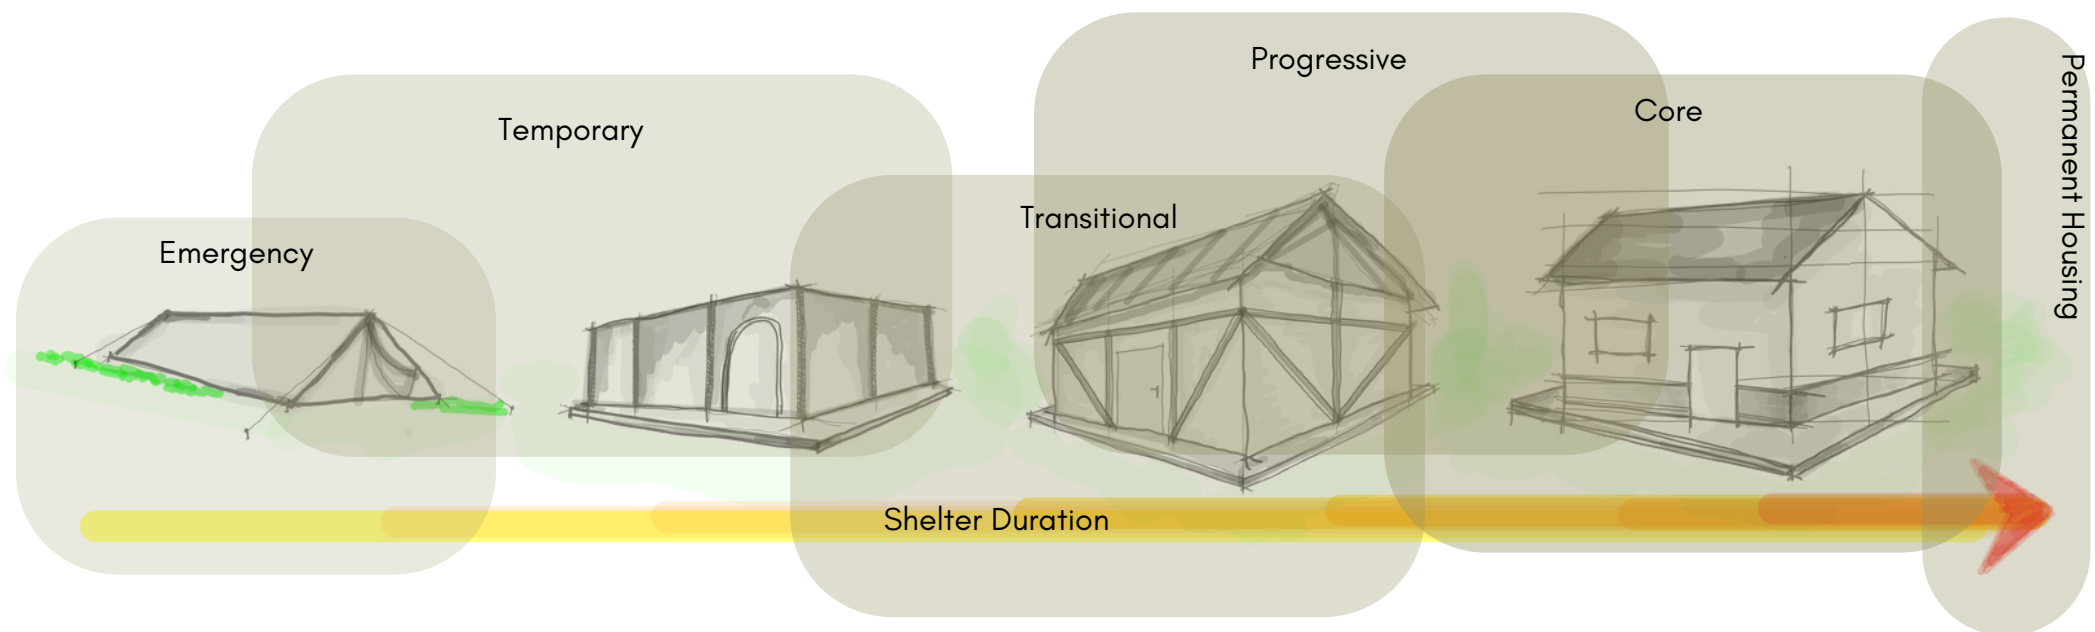 Emergency
Temporary
Transitional
Progressive
Core
Permanent Housing
Shelter Duration